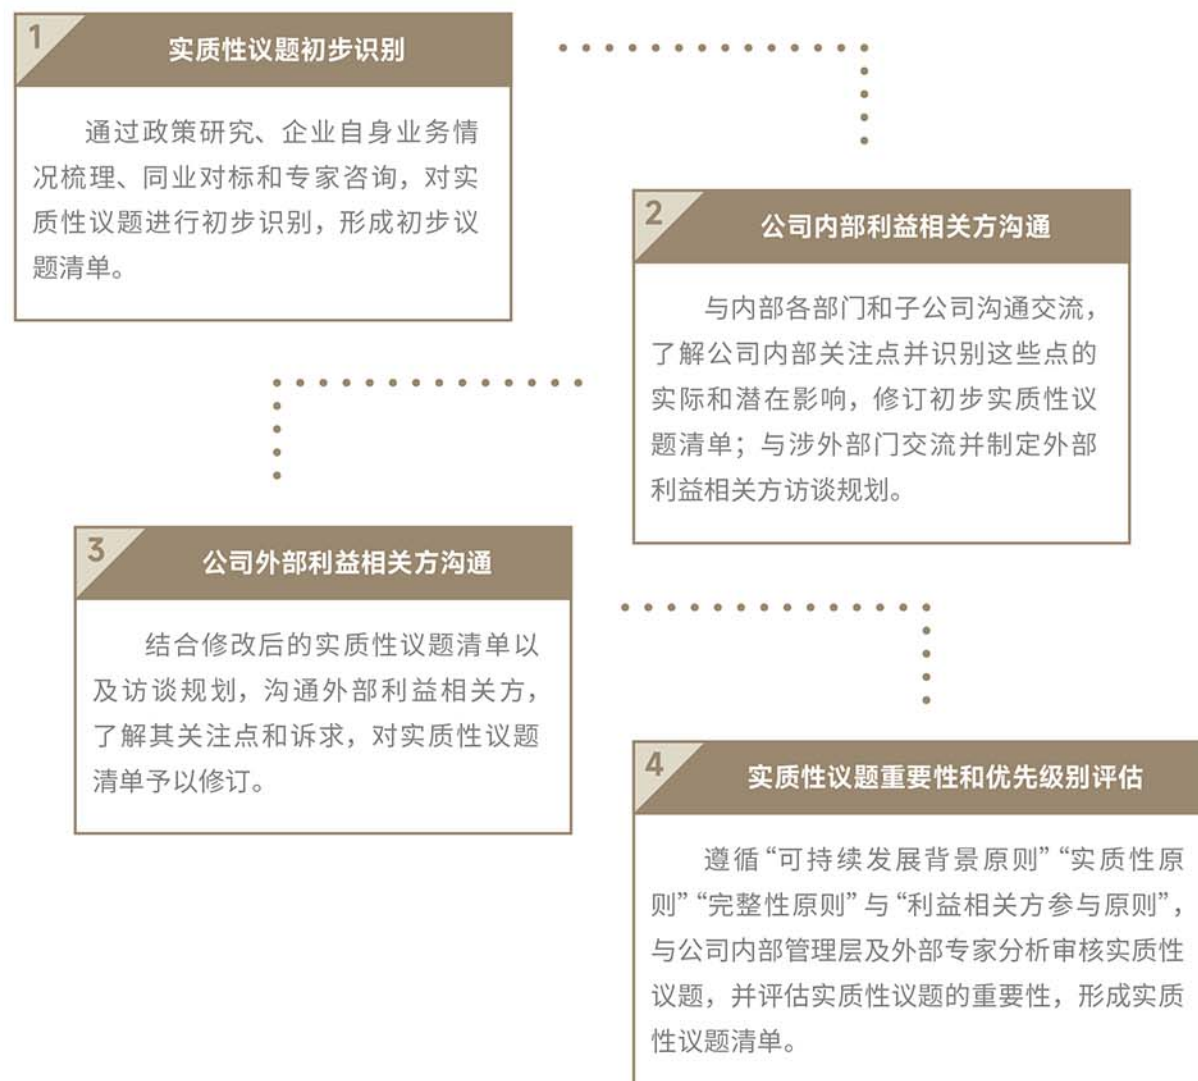 1
实质性议题初步识别
通过政策研究、企业自身业务情
况梳理、同业对标和专家咨询，对实
质性议题进行初步识别，形成初步议
题清单。
2
公司内部利益相关方沟通
与内部各部门和子公司沟通交流，
了解公司内部关注点并识别这些点的
实际和潜在影响，修订初步实质性议
题清单；与涉外部门交流并制定外部
利益相关方访谈规划。
3
公司外部利益相关方沟通
结合修改后的实质性议题清单以
及访谈规划，沟通外部利益相关方，
了解其关注点和诉求，对实质性议题
清单予以修订。
4
实质性议题重要性和优先级别评估
遵循“可持续发展背景原则”“实质性原
则”“完整性原则”与“利益相关方参与原则”，
与公司内部管理层及外部专家分析审核实质性
议题，并评估实质性议题的重要性，形成实质
性议题清单。